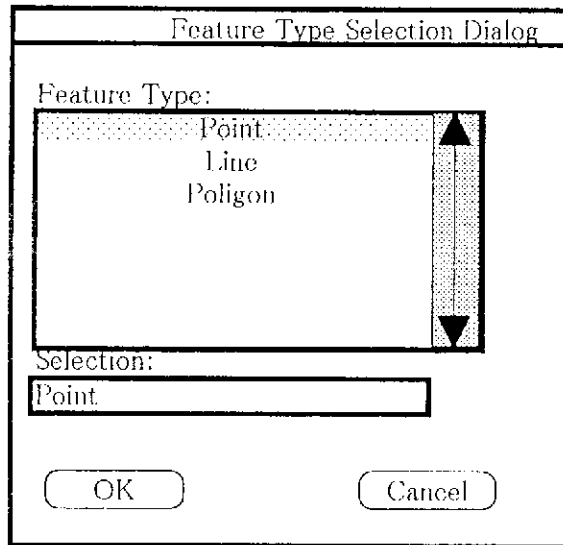 Feature Type Selection Dialog
Feature Type:
Point
Line
Poligon
Selection:
Point
OK
Cancel